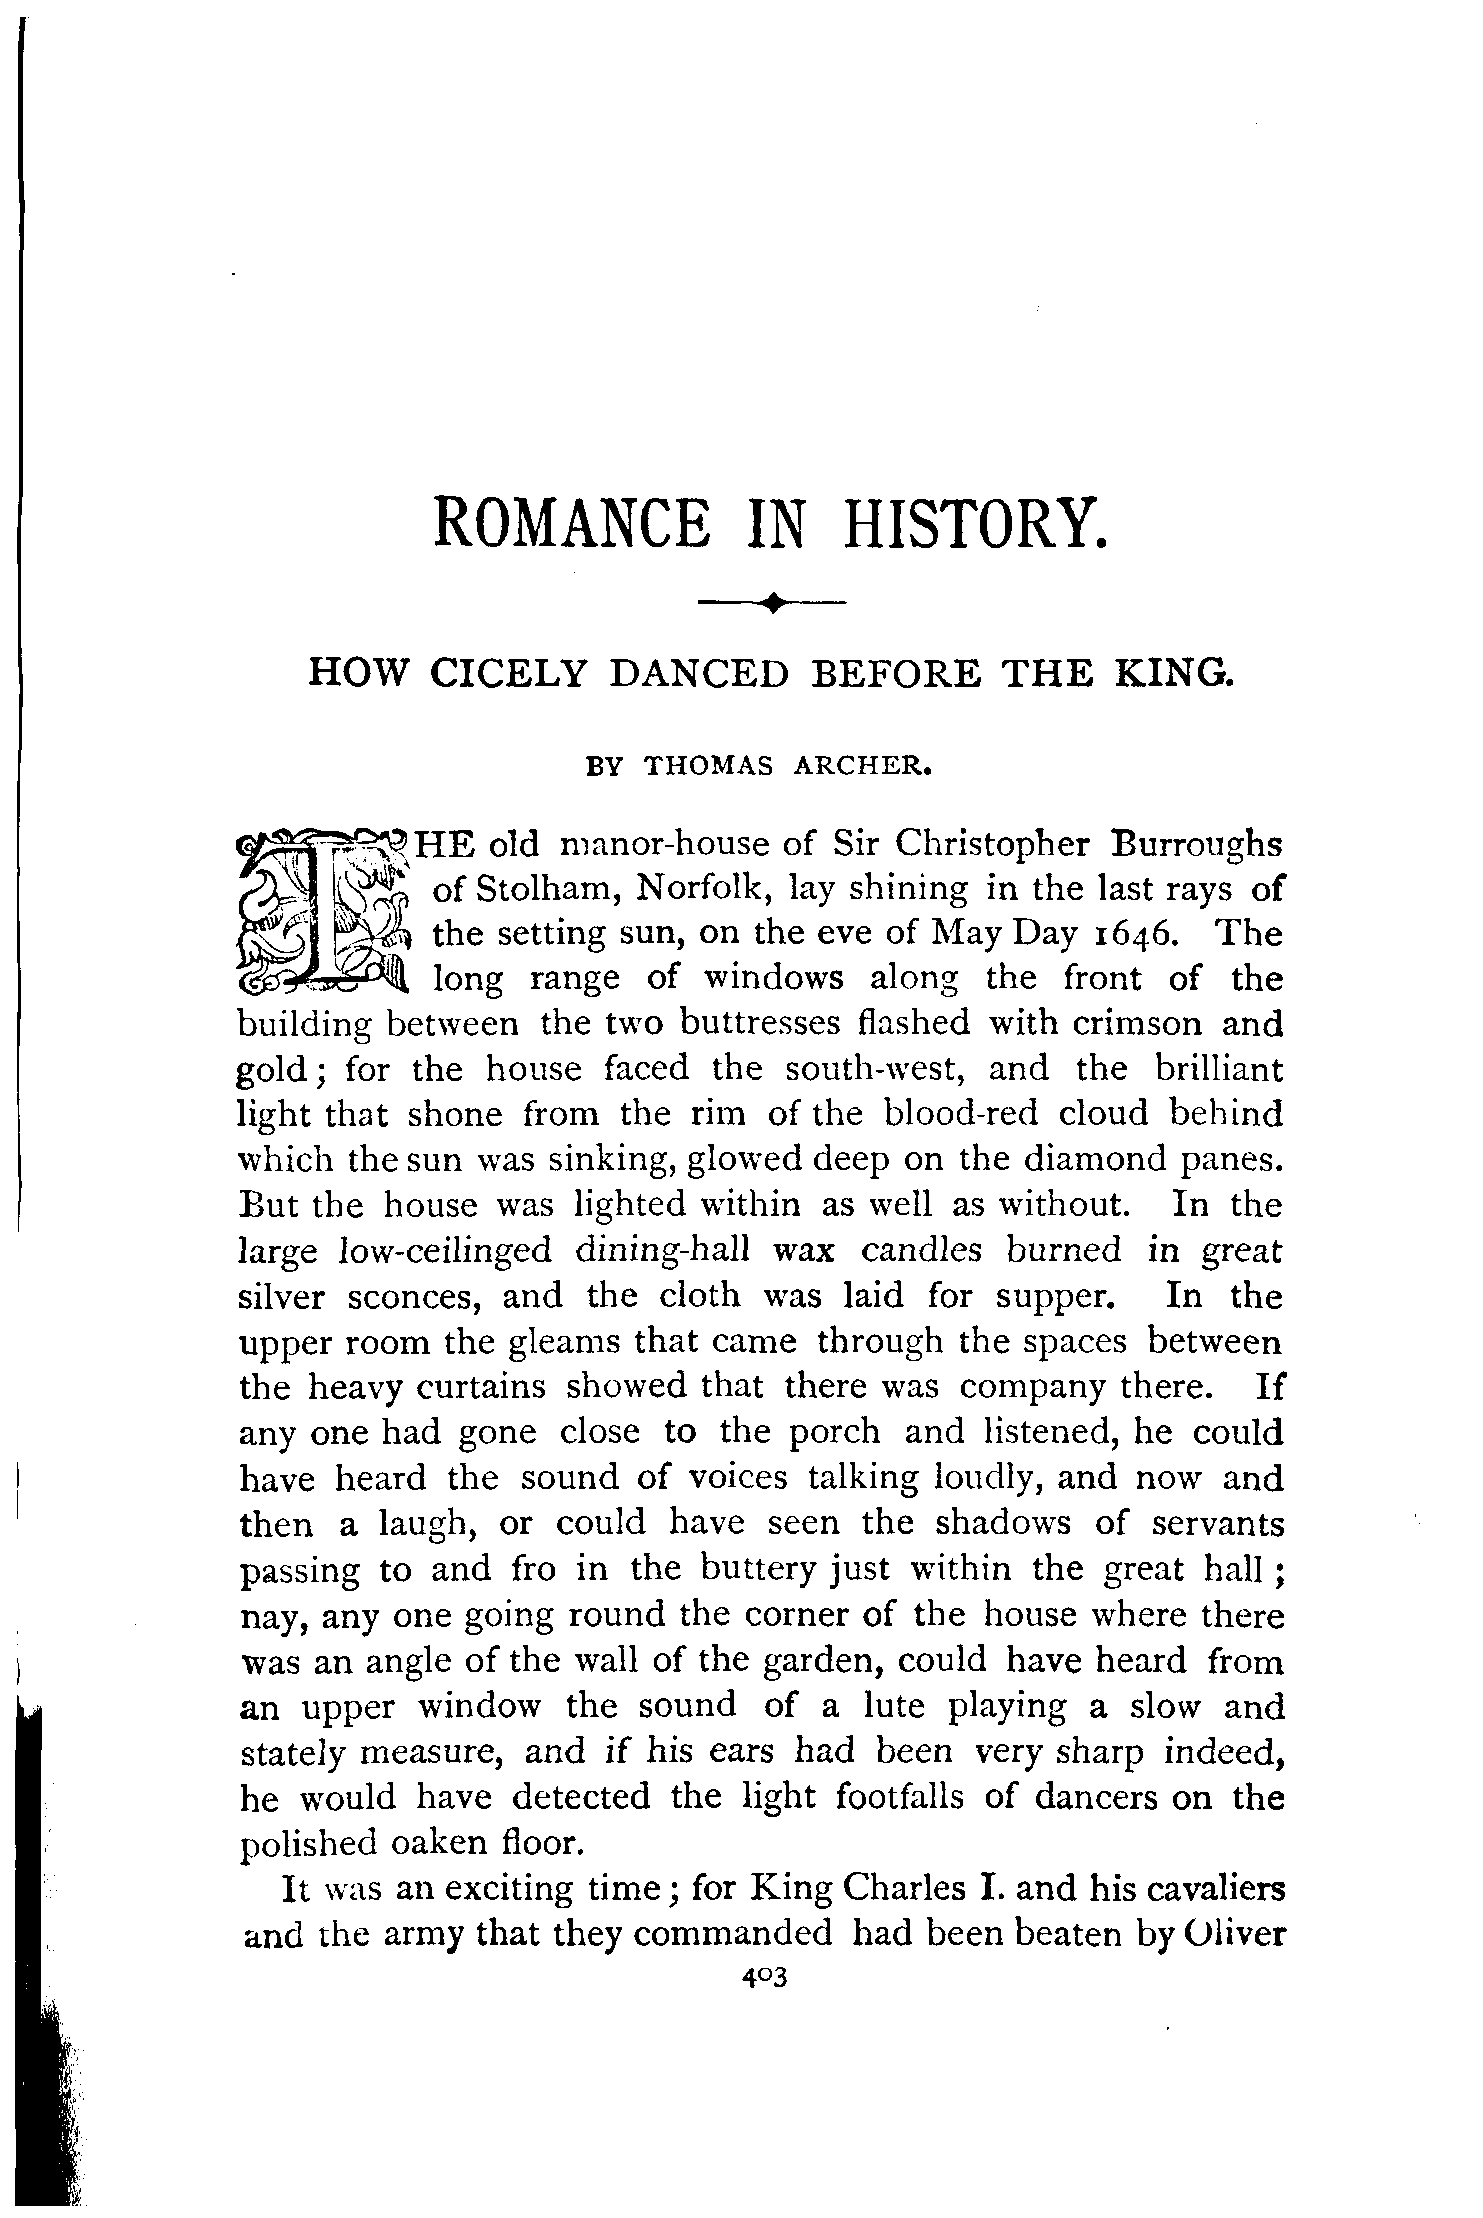 ROMANCE IN HISTORY.
HOW CICELY DANCED BEFORE THE KING.
BY THOMAS ARCHER.
THE old manor-house of Sir Christopher Burroughs
of Stolham, Norfolk, lay shining in the last rays of
the setting sun, on the eve of May Day 1646. The
long range of windows along the front of the
building between the two buttresses flashed with crimson and
gold; for the house faced the south-west, and the brilliant
light that shone from the rim of the blood-red cloud behind
which the sun was sinking, glowed deep on the diamond panes.
But the house was lighted within as well as without. In the
large low-ceilinged dining-hall wax candles burned in great
silver sconces, and the cloth was laid for supper. In the
upper room the gleams that came through the spaces between
the heavy curtains showed that there was company there. If
any one had gone close to the porch and listened, he could
have heard the sound of voices talking loudly, and now and
then a laugh, or could have seen the shadows of servants
passing to and fro in the buttery just within the great hall;
nay, any one going round the corner of the house where there
was an angle of the wall of the garden, could have heard from
an upper window the sound of a lute playing a slow and
stately measure, and if his ears had been very sharp indeed,
he would have detected the light footfalls of dancers on the
polished oaken floor.
It was an exciting time; for King Charles I. and his cavaliers
and the army that they commanded had been beaten by Oliver
403